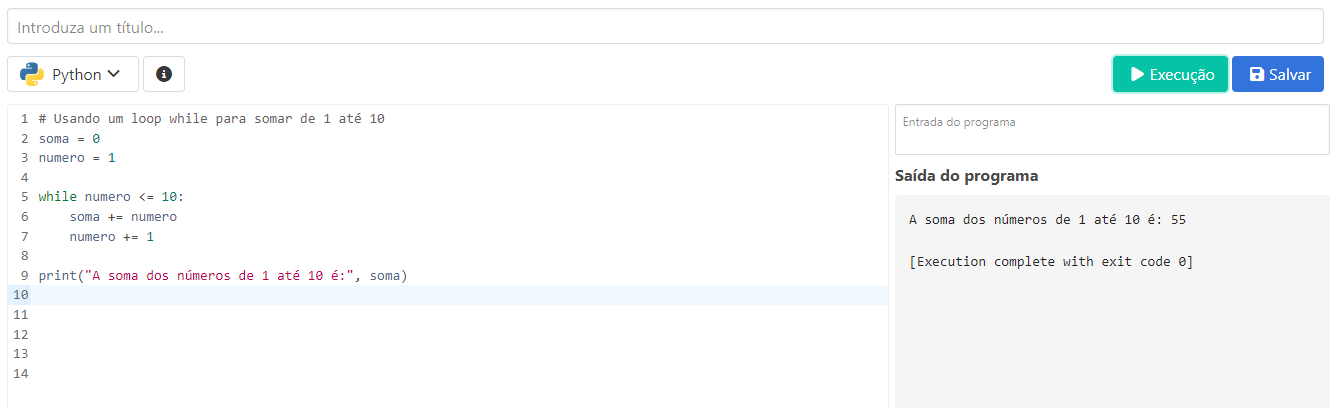 Introduza um título...
Python
Execução
Salvar
1 # Usando um loop while para somar de 1 até 10
2 soma = 0
3 numero = 1
4
5 while numero <= 10:
6     soma += numero
7     numero += 1
8
9 print("A soma dos números de 1 até 10 é:", soma)
10
11
12
13
14
Entrada do programa
Saída do programa
A soma dos números de 1 até 10 é: 55
[Execution complete with exit code 0]